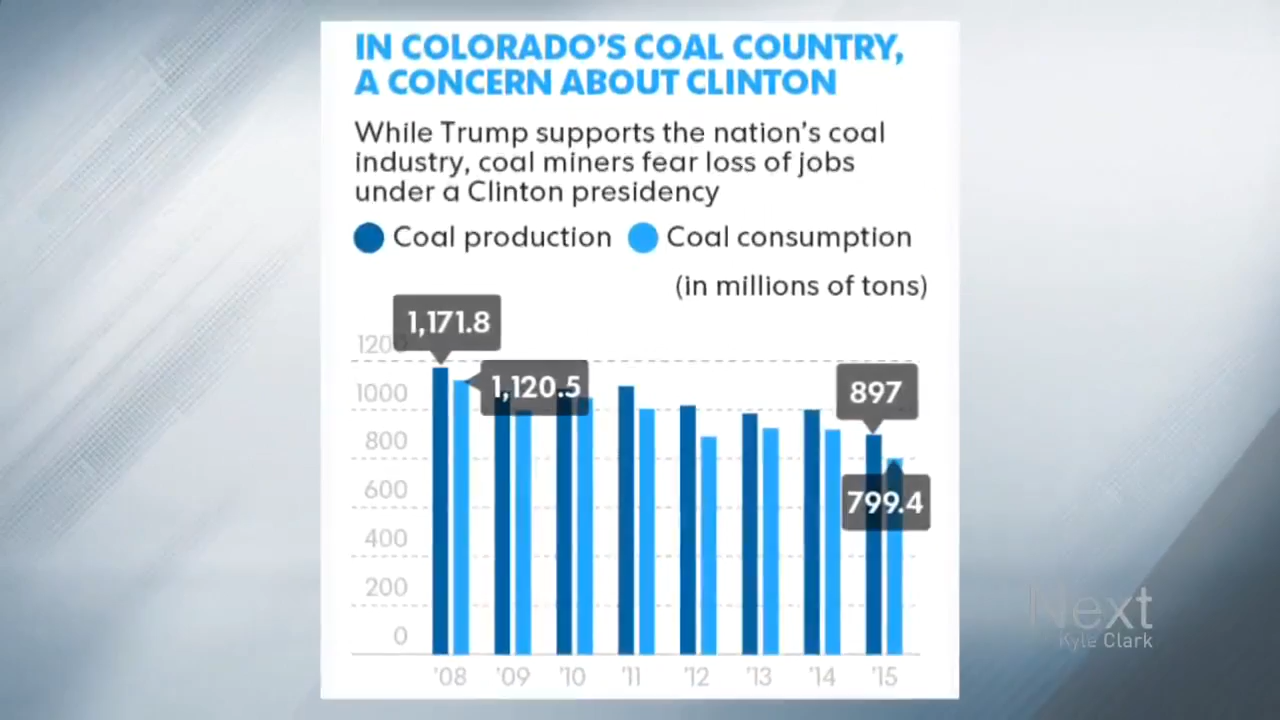 IN COLORADO'S COAL COUNTRY,
A CONCERN ABOUT CLINTON
While Trump supports the nation's coal
industry, coal miners fear loss of jobs
under a Clinton presidency
Coal production Coal consumption
(in millions of tons)
1,171.8
1200
1,120.5
1000
897
800
600
799.4
400
200
0
'08 '09 '10 '11 '12 '13 '14 '15
Next
Kyle Clark